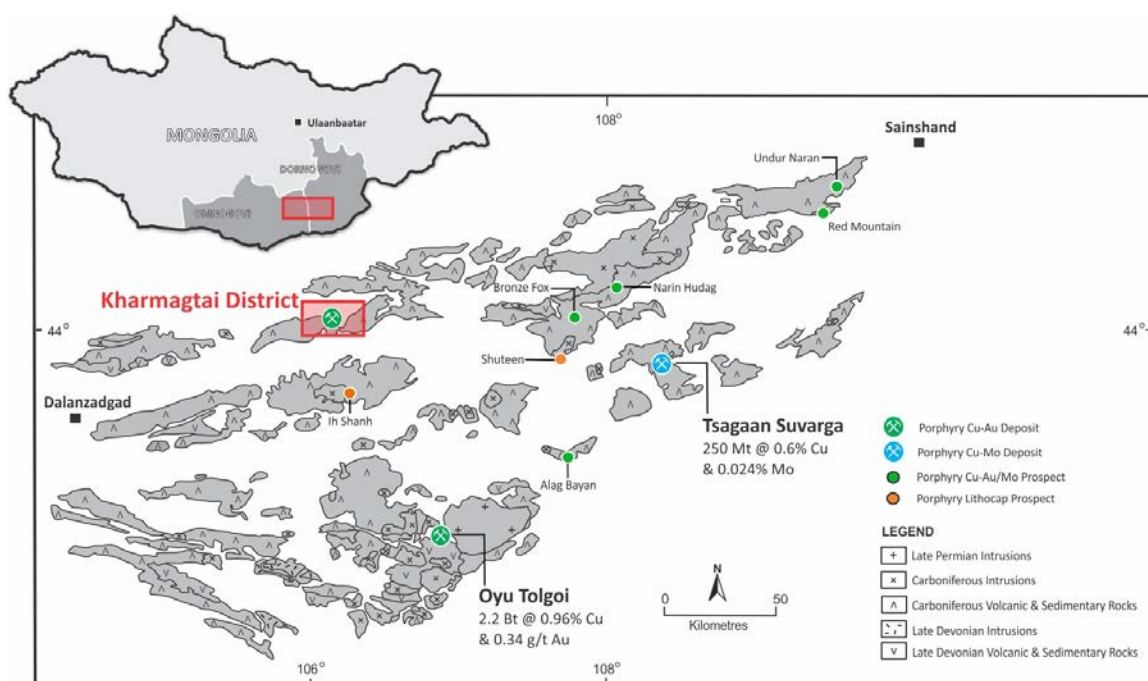 MONGOLIA
Ulaanbaatar
DORNOGOVI
108°
Sainshand
Undur Naran
Red Mountain
Kharmagtai District
Bronze Fox
Narin Hudag
44°
44°
Shuteen
Dalanzadgad
Ih Shanh
Tsagaan Suvarga
250 Mt @ 0.6% Cu
& 0.024% Mo
Alag Bayan
Oyu Tolgoi
2.2 Bt @ 0.96% Cu
& 0.34 g/t Au
Porphyry Cu-Au Deposit
Porphyry Cu-Mo Deposit
Porphyry Cu-Au/Mo Prospect
Porphyry Lithocap Prospect
LEGEND
Late Permian Intrusions
Carboniferous Intrusions
Carboniferous Volcanic & Sedimentary Rocks
Late Devonian Intrusions
Late Devonian Volcanic & Sedimentary Rocks
N
0 50
Kilometres
106°
108°